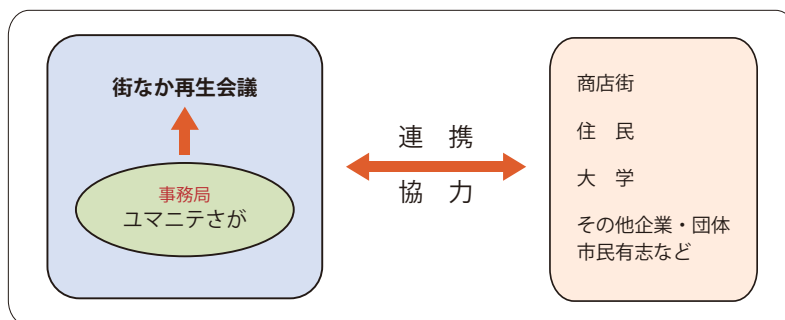 街なか再生会議
事務局
ユマニテさが
連　携
協　力
商店街
住　民
大　学
その他企業・団体
市民有志など